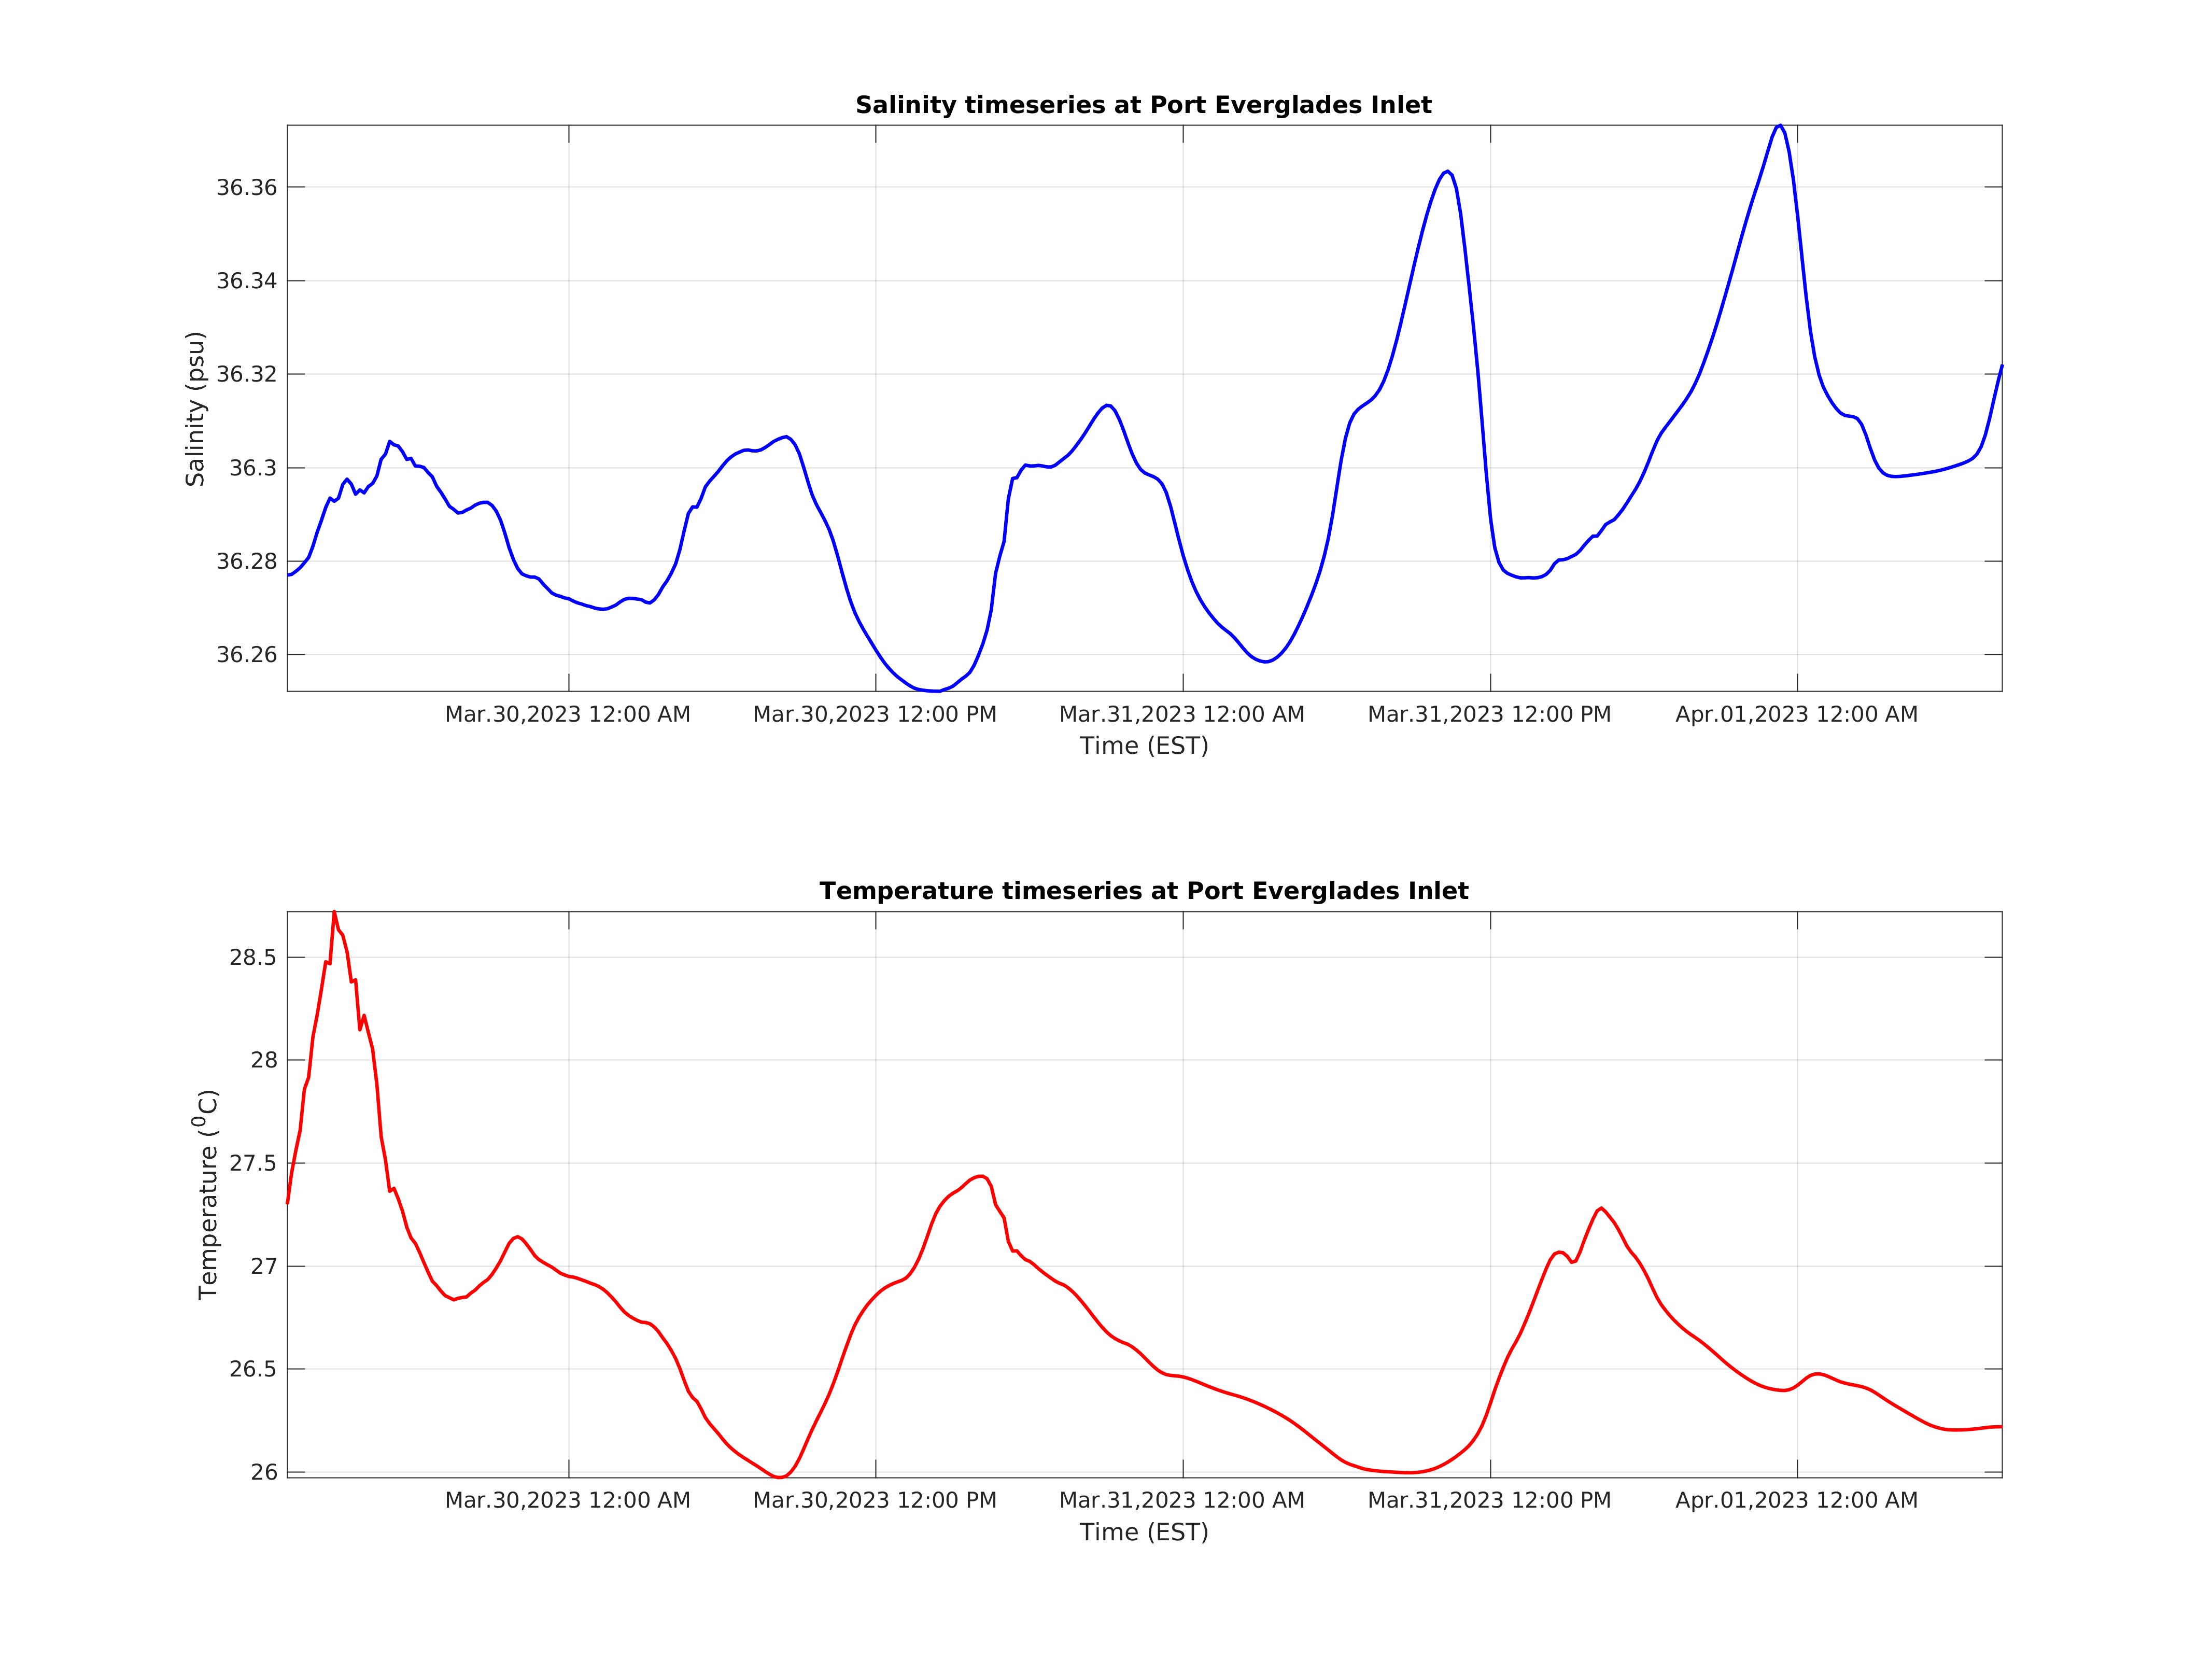 Salinity timeseries at Port Everglades Inlet
36.36
36.34
36.32
36.3
36.28
36.26
Salinity (psu)
Mar.30,2023 12:00 AM Mar.30,2023 12:00 PM Mar.31,2023 12:00 AM Mar.31,2023 12:00 PM Apr.01,2023 12:00 AM
Time (EST)
Temperature timeseries at Port Everglades Inlet
28.5
28
27.5
27
26.5
26
Temperature (⁰C)
Mar.30,2023 12:00 AM Mar.30,2023 12:00 PM Mar.31,2023 12:00 AM Mar.31,2023 12:00 PM Apr.01,2023 12:00 AM
Time (EST)